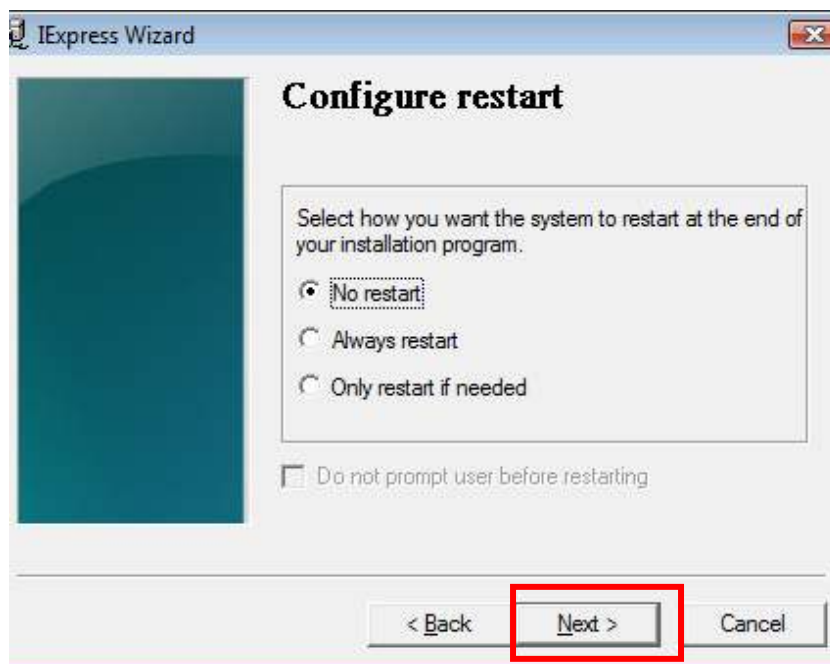 IExpress Wizard
Configure restart
Select how you want the system to restart at the end of
your installation program.
No restart
Always restart
Only restart if needed
Do not prompt user before restarting
< Back Next > Cancel